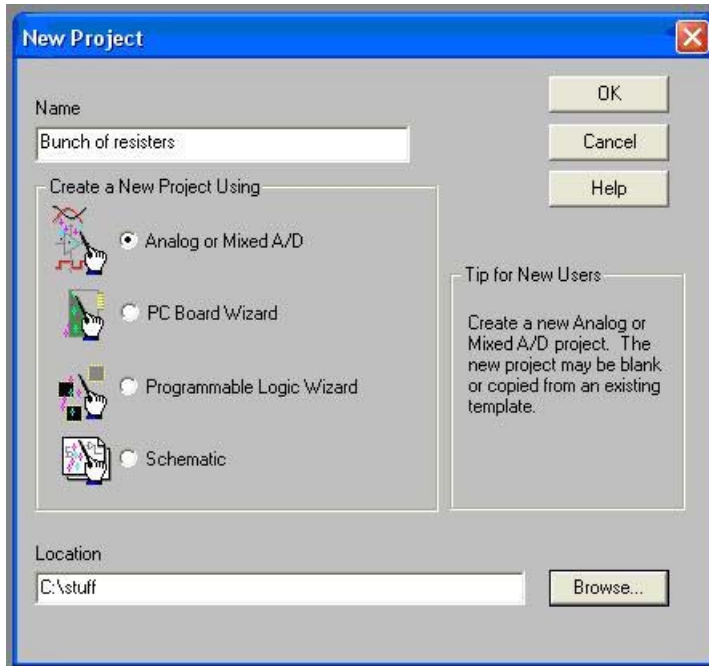 New Project
Name
Bunch of resisters
OK
Cancel
Help
Create a New Project Using
Analog or Mixed A/D
PC Board Wizard
Programmable Logic Wizard
Schematic
Tip for New Users
Create a new Analog or
Mixed A/D project. The
new project may be blank
or copied from an existing
template.
Location
C:\stuff
Browse...